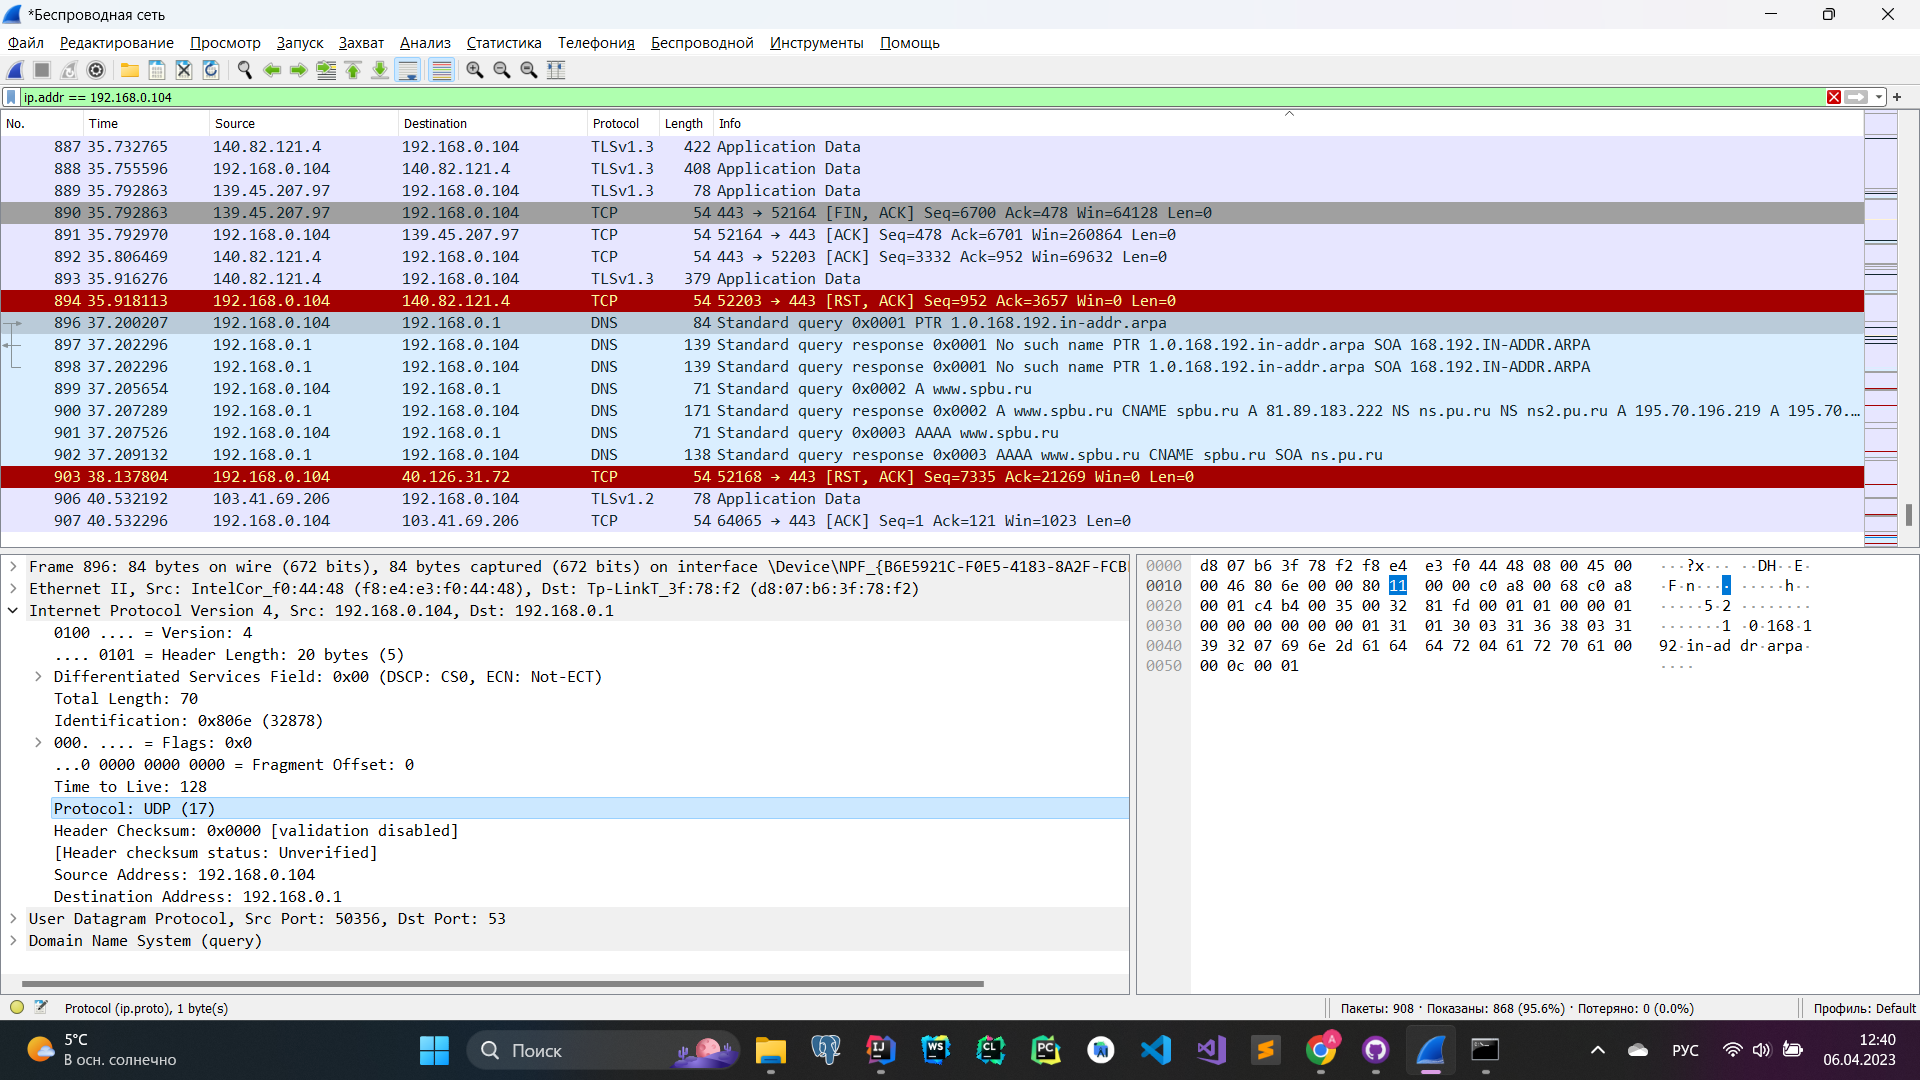 *Беспроводная сеть
Файл Редактирование Просмотр Запуск Захват Анализ Статистика Телефония Беспроводной Инструменты Помощь
ip.addr == 192.168.0.104
No. Time Source Destination Protocol Length Info
887 35.732765 140.82.121.4 192.168.0.104 TLSv1.3 422 Application Data
888 35.755596 192.168.0.104 140.82.121.4 TLSv1.3 408 Application Data
889 35.792863 139.45.207.97 192.168.0.104 TLSv1.3 78 Application Data
890 35.792863 139.45.207.97 192.168.0.104 TCP 54 443 → 52164 [FIN, ACK] Seq=6700 Ack=478 Win=64128 Len=0
891 35.792970 192.168.0.104 139.45.207.97 TCP 54 52164 → 443 [ACK] Seq=478 Ack=6701 Win=260864 Len=0
892 35.806469 140.82.121.4 192.168.0.104 TCP 54 443 → 52203 [ACK] Seq=3332 Ack=952 Win=69632 Len=0
893 35.916276 140.82.121.4 192.168.0.104 TLSv1.3 379 Application Data
894 35.918113 192.168.0.104 140.82.121.4 TCP 54 52203 → 443 [RST, ACK] Seq=952 Ack=3657 Win=0 Len=0
896 37.200207 192.168.0.104 192.168.0.1 DNS 84 Standard query 0x0001 PTR 1.0.168.192.in-addr.arpa
897 37.202296 192.168.0.1 192.168.0.104 DNS 139 Standard query response 0x0001 No such name PTR 1.0.168.192.in-addr.arpa SOA 168.192.IN-ADDR.ARPA
898 37.202296 192.168.0.1 192.168.0.104 DNS 139 Standard query response 0x0001 No such name PTR 1.0.168.192.in-addr.arpa SOA 168.192.IN-ADDR.ARPA
899 37.205654 192.168.0.104 192.168.0.1 DNS 71 Standard query 0x0002 A www.spbu.ru
900 37.207289 192.168.0.1 192.168.0.104 DNS 171 Standard query response 0x0002 A www.spbu.ru CNAME spbu.ru A 81.89.183.222 NS ns.pu.ru NS ns2.pu.ru A 195.70.196.219 A 195.70.…
901 37.207526 192.168.0.104 192.168.0.1 DNS 71 Standard query 0x0003 AAAA www.spbu.ru
902 37.209132 192.168.0.1 192.168.0.104 DNS 138 Standard query response 0x0003 AAAA www.spbu.ru CNAME spbu.ru SOA ns.pu.ru
903 38.137804 192.168.0.104 40.126.31.72 TCP 54 52168 → 443 [RST, ACK] Seq=7335 Ack=21269 Win=0 Len=0
906 40.532192 103.41.69.206 192.168.0.104 TLSv1.2 78 Application Data
907 40.532296 192.168.0.104 103.41.69.206 TCP 54 64065 → 443 [ACK] Seq=1 Ack=121 Win=1023 Len=0
Frame 896: 84 bytes on wire (672 bits), 84 bytes captured (672 bits) on interface \Device\NPF_{B6E5921C-F0E5-4183-8A2F-FCB
Ethernet II, Src: IntelCor_f0:44:48 (f8:e4:e3:f0:44:48), Dst: Tp-LinkT_3f:78:f2 (d8:07:b6:3f:78:f2)
Internet Protocol Version 4, Src: 192.168.0.104, Dst: 192.168.0.1
0100 .... = Version: 4
.... 0101 = Header Length: 20 bytes (5)
Differentiated Services Field: 0x00 (DSCP: CS0, ECN: Not-ECT)
Total Length: 70
Identification: 0x806e (32878)
000. .... = Flags: 0x0
...0 0000 0000 0000 = Fragment Offset: 0
Time to Live: 128
Protocol: UDP (17)
Header Checksum: 0x0000 [validation disabled]
[Header checksum status: Unverified]
Source Address: 192.168.0.104
Destination Address: 192.168.0.1
User Datagram Protocol, Src Port: 50356, Dst Port: 53
Domain Name System (query)
0000 d8 07 b6 3f 78 f2 f8 e4 e3 f0 44 48 08 00 45 00 ···?x··· ··DH··E·
0010 00 46 80 6e 00 00 80 11 00 00 c0 a8 00 68 c0 a8 ·F·n···· ·····h··
0020 00 01 c4 b4 00 35 00 32 81 fd 00 01 01 00 00 01 ·····5·2 ········
0030 00 00 00 00 00 00 01 31 01 30 03 31 36 38 03 31 ·······1 ·0·168·1
0040 39 32 07 69 6e 2d 61 64 64 72 04 61 72 70 61 00 92·in-ad dr·arpa·
0050 00 0c 00 01 ····
Protocol (ip.proto), 1 byte(s)
Пакеты: 908 · Показаны: 868 (95.6%) · Потеряно: 0 (0.0%)
Профиль: Default
5°C
В осн. солнечно
Поиск
IJ
WS
CL
PC
A
РУС
12:40
06.04.2023